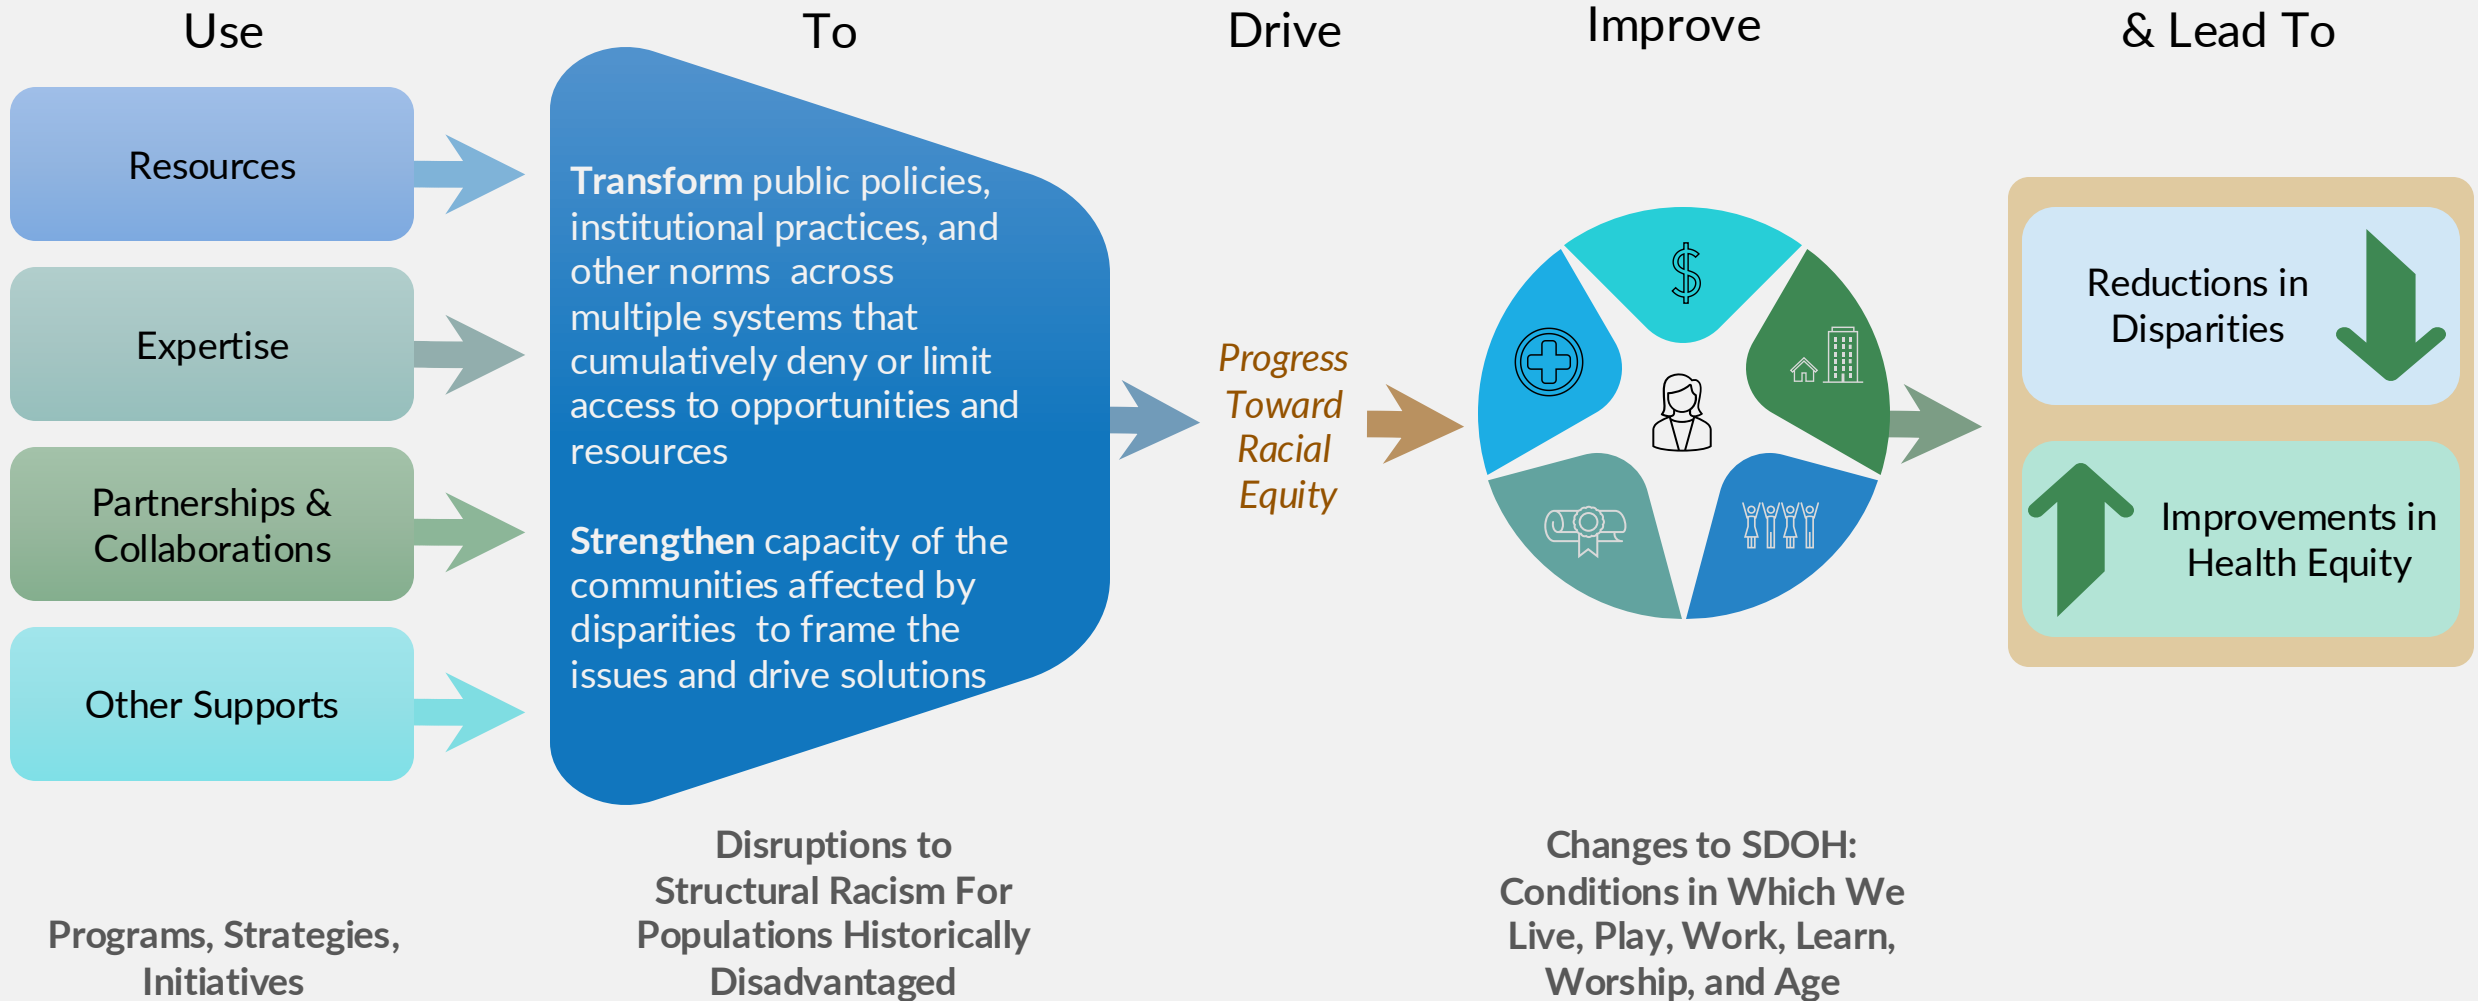 Use
To
Drive
Improve
& Lead To
Resources
Expertise
Partnerships &
Collaborations
Other Supports
Transform public policies,
institutional practices, and
other norms  across
multiple systems that
cumulatively deny or limit
access to opportunities and
resources
Strengthen capacity of the
communities affected by
disparities  to frame the
issues and drive solutions
Progress
Toward
Racial
Equity
$
Reductions in
Disparities
Improvements in
Health Equity
Programs, Strategies,
Initiatives
Disruptions to
Structural Racism For
Populations Historically
Disadvantaged
Changes to SDOH:
Conditions in Which We
Live, Play, Work, Learn,
Worship, and Age